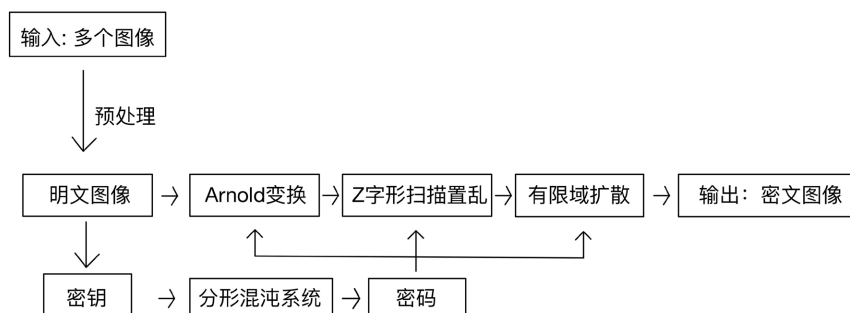 输入: 多个图像
预处理
明文图像
Arnold变换
Z字形扫描置乱
有限域扩散
输出：密文图像
密钥
分形混沌系统
密码